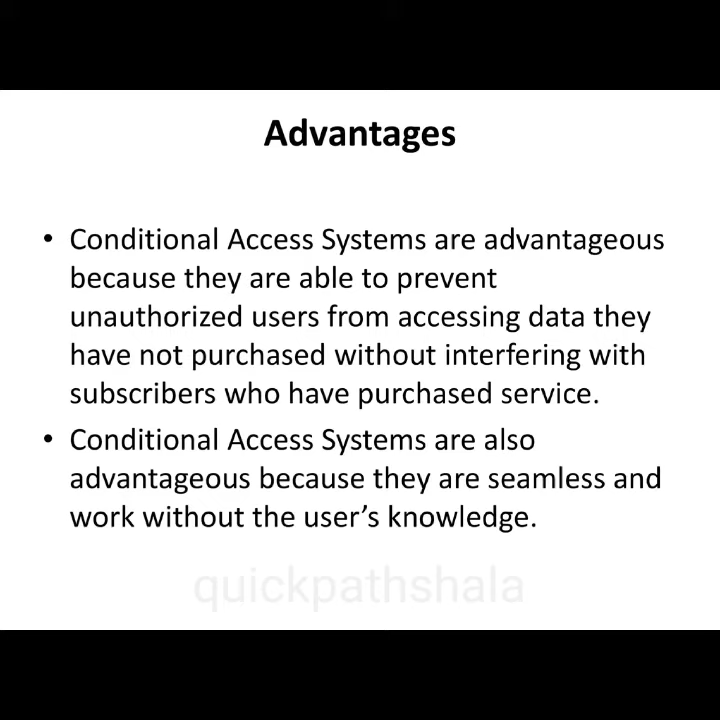 Advantages
• Conditional Access Systems are advantageous
because they are able to prevent
unauthorized users from accessing data they
have not purchased without interfering with
subscribers who have purchased service.
• Conditional Access Systems are also
advantageous because they are seamless and
work without the user’s knowledge.
quickpathshala